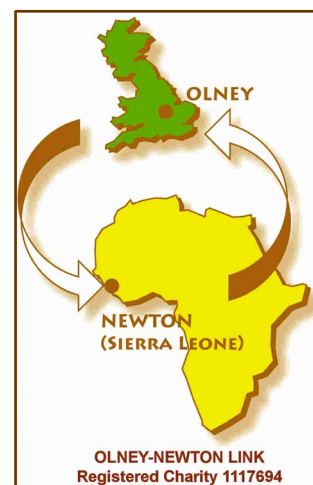 OLNEY
NEWTON
(SIERRA LEONE)
OLNEY-NEWTON LINK
Registered Charity 1117694